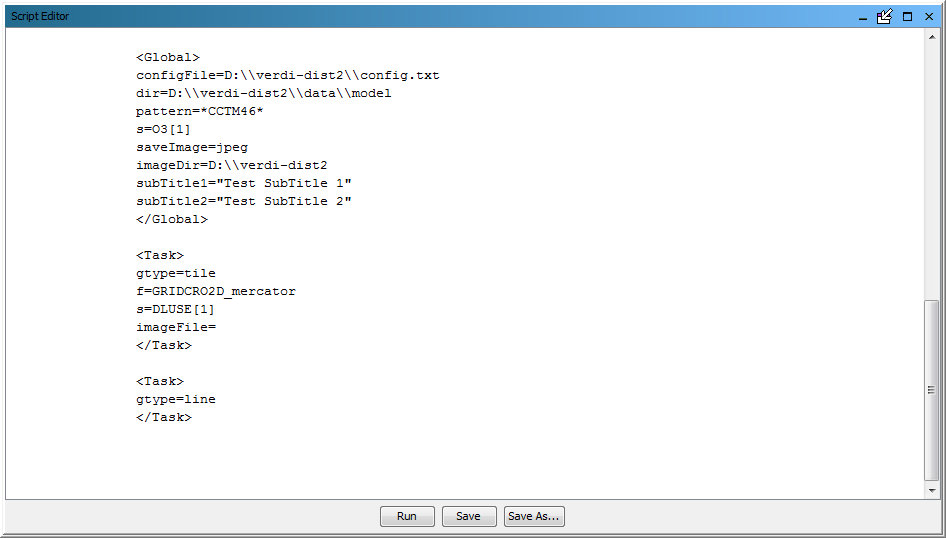 Script Editor
<Global>
configFile=D:\\verdi-dist2\\config.txt
dir=D:\\verdi-dist2\\data\\model
pattern=*CCTM46*
s=O3[1]
saveImage=jpeg
imageDir=D:\\verdi-dist2
subTitle1="Test SubTitle 1"
subTitle2="Test SubTitle 2"
</Global>
<Task>
gtype=tile
f=GRIDCRO2D_mercator
s=DLUSE[1]
imageFile=
</Task>
<Task>
gtype=line
</Task>
Run Save Save As...